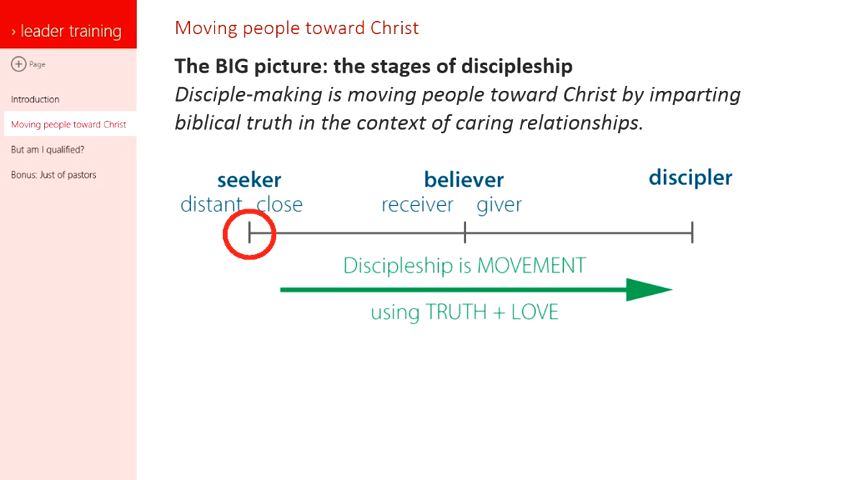 › leader training
Page
Introduction
Moving people toward Christ
But am I qualified?
Bonus: Just of pastors
Moving people toward Christ
The BIG picture: the stages of discipleship
Disciple-making is moving people toward Christ by imparting
biblical truth in the context of caring relationships.
seeker believer discipler
distant close receiver giver
Discipleship is MOVEMENT
using TRUTH + LOVE